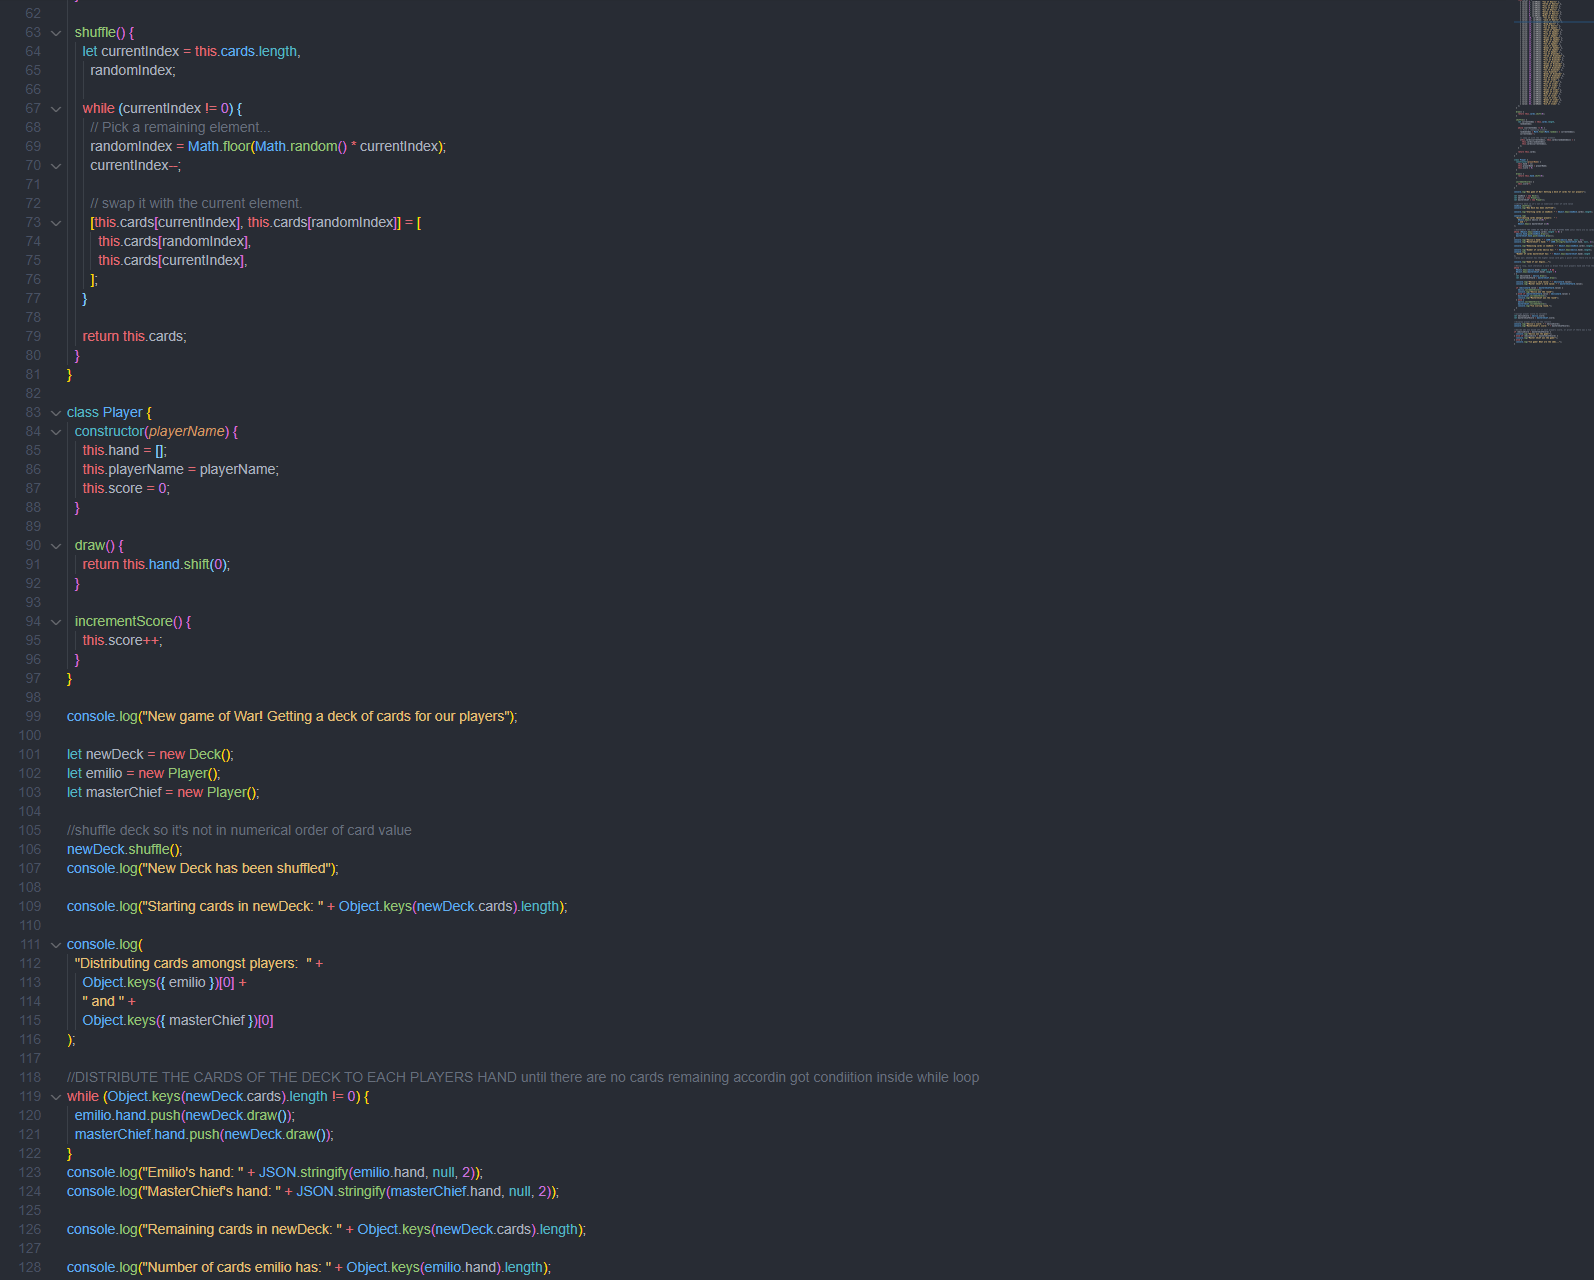 62
63 shuffle() {
64 let currentIndex = this.cards.length,
65 randomIndex;
66
67 while (currentIndex != 0) {
68 // Pick a remaining element...
69 randomIndex = Math.floor(Math.random() * currentIndex);
70 currentIndex--;
71
72 // swap it with the current element.
73 [this.cards[currentIndex], this.cards[randomIndex]] = [
74 this.cards[randomIndex],
75 this.cards[currentIndex],
76 ];
77 }
78
79 return this.cards;
80 }
81 }
82
83 class Player {
84 constructor(playerName) {
85 this.hand = [];
86 this.playerName = playerName;
87 this.score = 0;
88 }
89
90 draw() {
91 return this.hand.shift(0);
92 }
93
94 incrementScore() {
95 this.score++;
96 }
97 }
98
99 console.log("New game of War! Getting a deck of cards for our players");
100
101 let newDeck = new Deck();
102 let emilio = new Player();
103 let masterChief = new Player();
104
105 //shuffle deck so it's not in numerical order of card value
106 newDeck.shuffle();
107 console.log("New Deck has been shuffled");
108
109 console.log("Starting cards in newDeck: " + Object.keys(newDeck.cards).length);
110
111 console.log(
112 "Distributing cards amongst players:  " +
113 Object.keys({ emilio })[0] +
114 " and " +
115 Object.keys({ masterChief })[0]
116 );
117
118 //DISTRIBUTE THE CARDS OF THE DECK TO EACH PLAYERS HAND until there are no cards remaining accordin got condiition inside while loop
119 while (Object.keys(newDeck.cards).length != 0) {
120 emilio.hand.push(newDeck.draw());
121 masterChief.hand.push(newDeck.draw());
122 }
123 console.log("Emilio's hand: " + JSON.stringify(emilio.hand, null, 2));
124 console.log("MasterChief's hand: " + JSON.stringify(masterChief.hand, null, 2));
125
126 console.log("Remaining cards in newDeck: " + Object.keys(newDeck.cards).length);
127
128 console.log("Number of cards emilio has: " + Object.keys(emilio.hand).length);